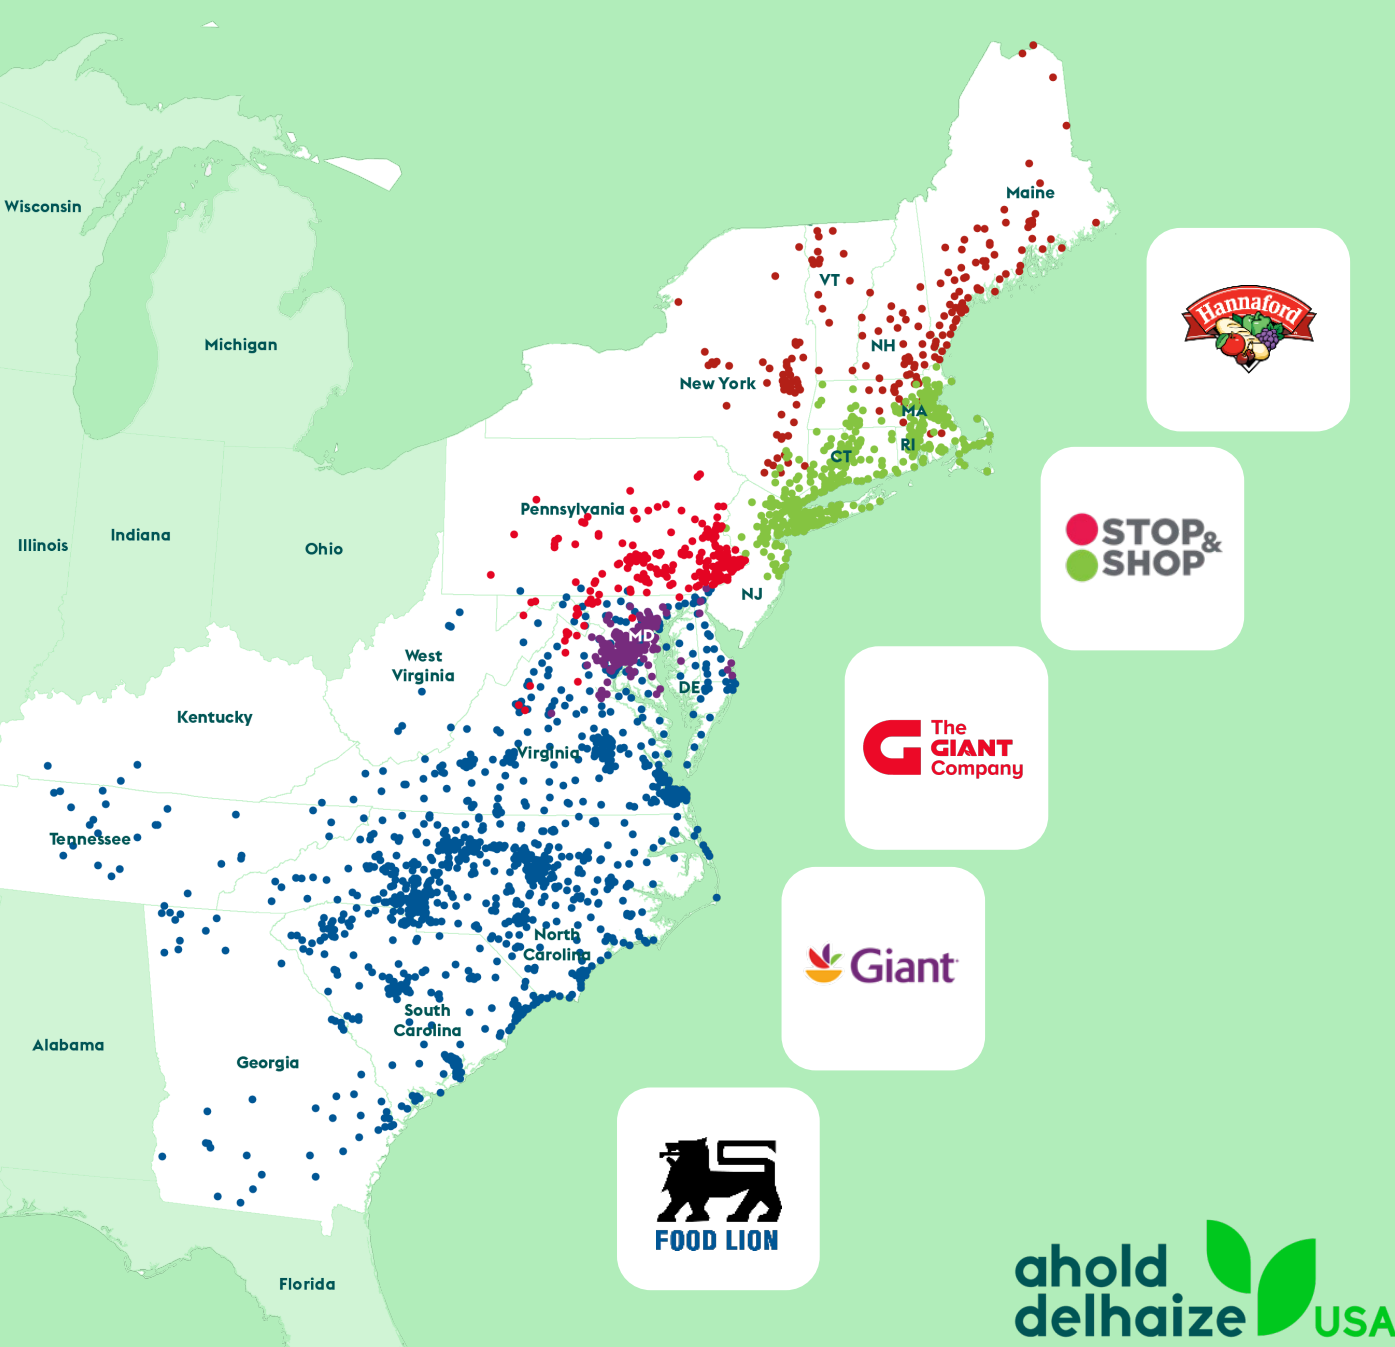 Maine
Wisconsin
Hannaford
VT
Michigan
NH
New York
MA
RI
CT
Pennsylvania
STOP&
SHOP
Indiana
Illinois
Ohio
NJ
MD
West
Virginia
DE
Kentucky
The
GIANT
Company
Virginia
Tennessee
North
Carolina
Giant
South
Carolina
Alabama
Georgia
FOOD LION
Florida
ahold
delhaize USA